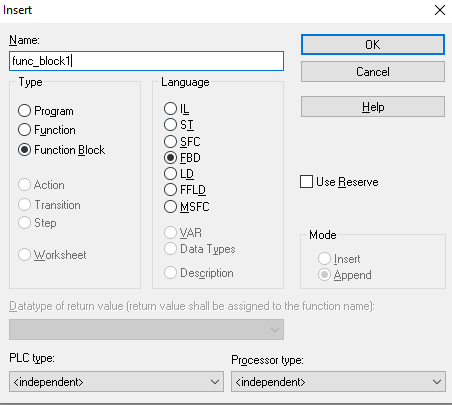 Insert
Name:
func_block1
OK
Cancel
Help
Type
Program
Function
Function Block
Action
Transition
Step
Worksheet
Language
IL
ST
SFC
FBD
LD
FFLD
MSFC
VAR
Data Types
Description
Use Reserve
Mode
Insert
Append
Datatype of return value (return value shall be assigned to the function name):
PLC type:
<independent>
Processor type:
<independent>